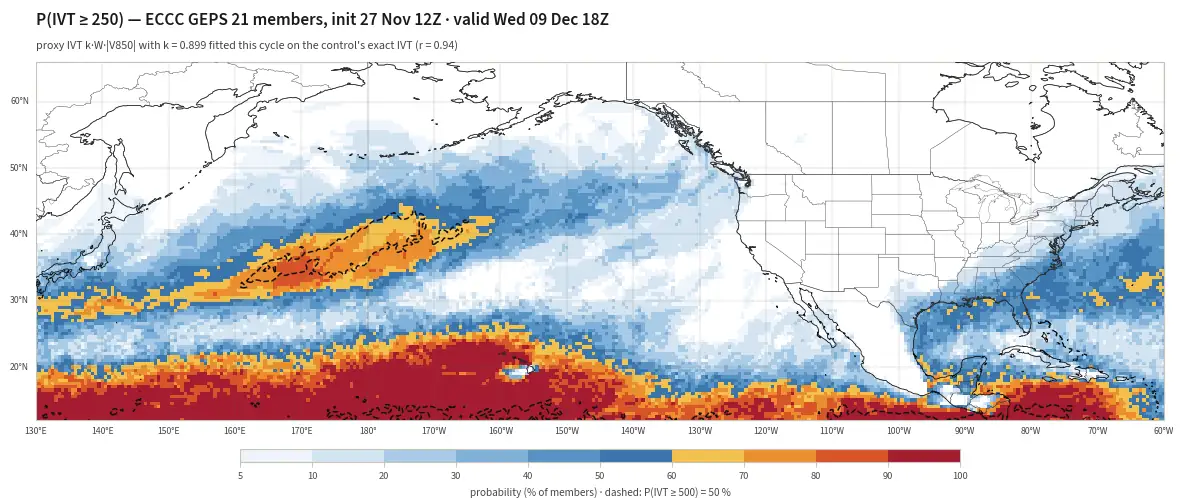 P(IVT ≥ 250) — ECCC GEPS 21 members, init 27 Nov 12Z · valid Wed 09 Dec 18Z
proxy IVT k·W·|V850| with k = 0.899 fitted this cycle on the control's exact IVT (r = 0.94)
60°N
50°N
40°N
30°N
20°N
130°E 140°E 150°E 160°E 170°E 180° 170°W 160°W 150°W 140°W 130°W 120°W 110°W 100°W 90°W 80°W 70°W 60°W
5 10 20 30 40 50 60 70 80 90 100
probability (% of members) · dashed: P(IVT ≥ 500) = 50 %